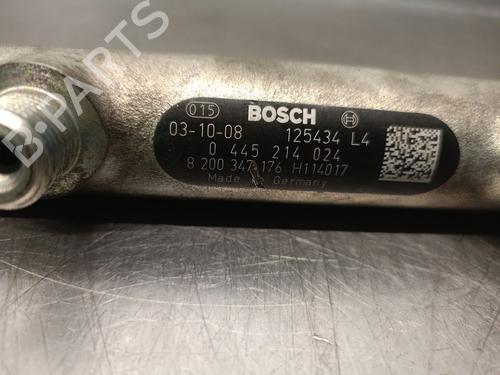 B-PARTS
015 BOSCH
03-10-08 125434 L4
0 445 214 024
8 200 347 176 H114017
Made in Germany